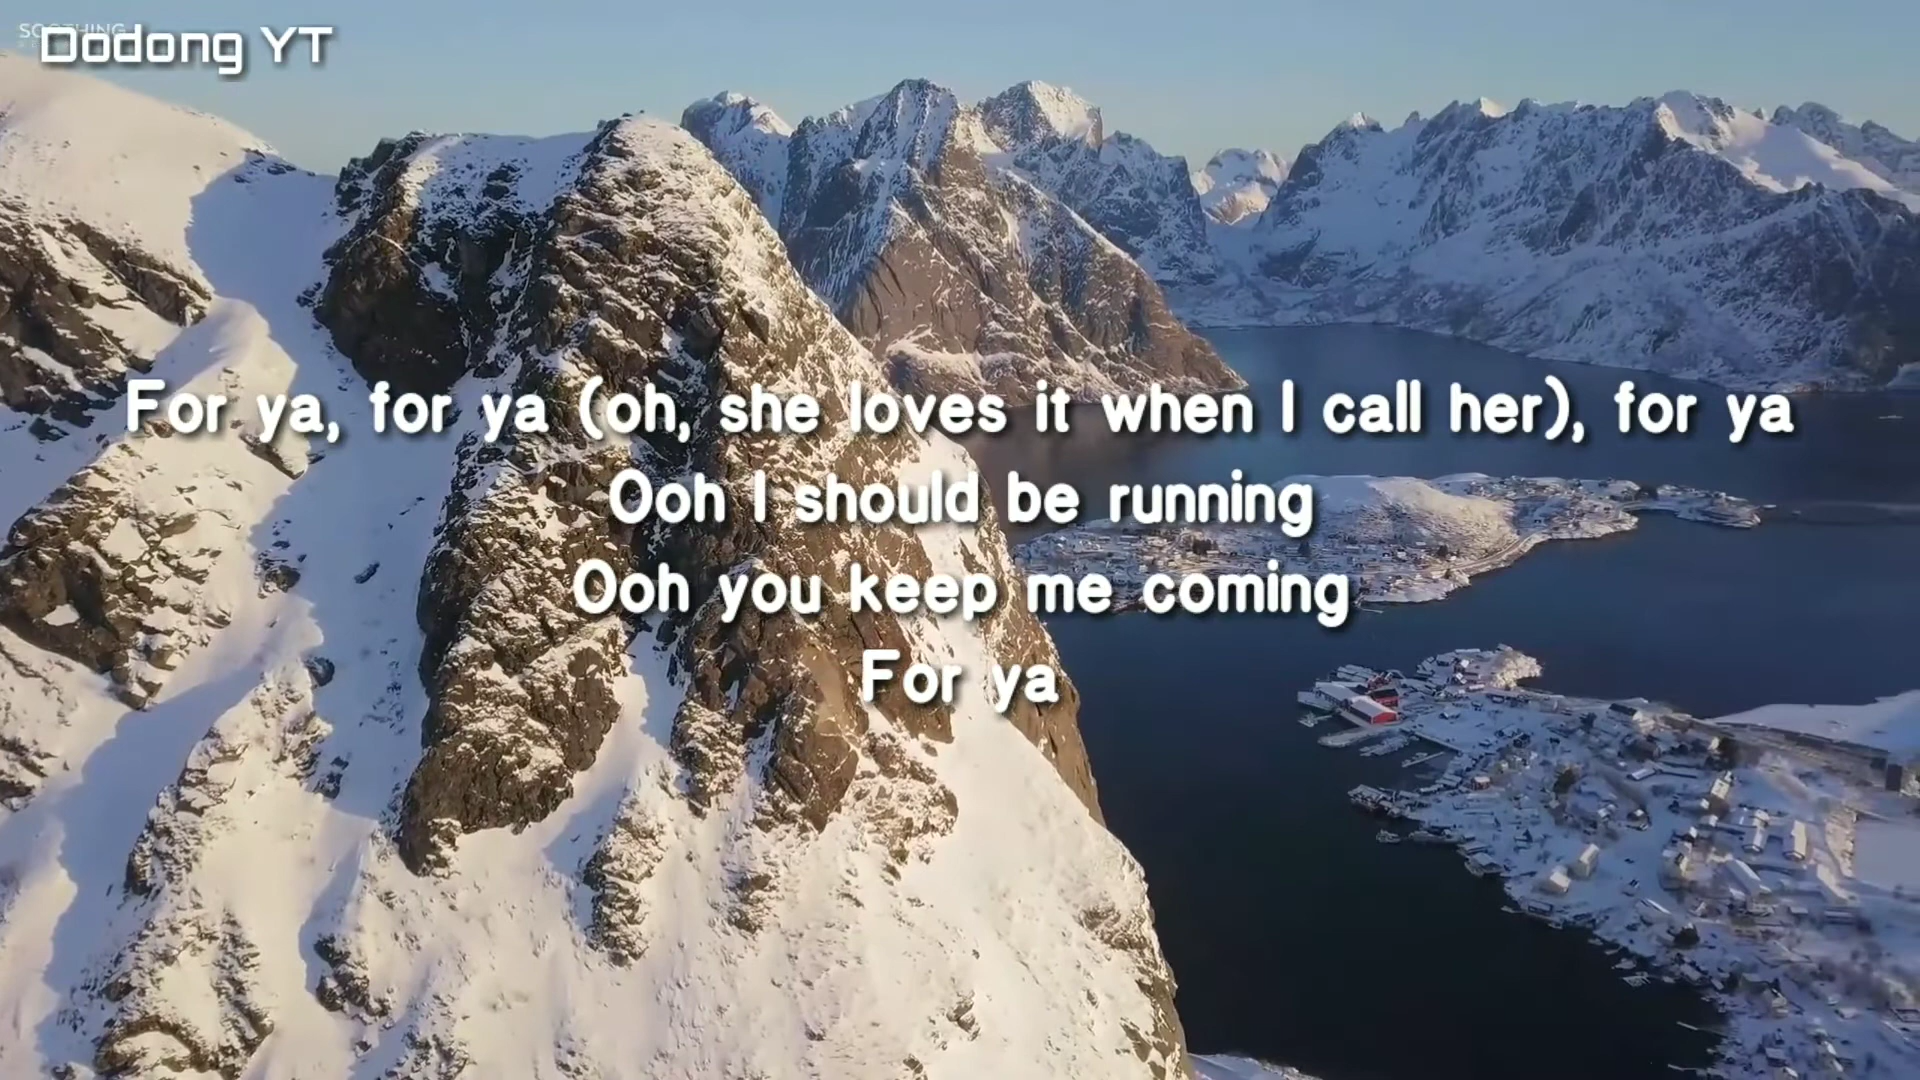 SOOTHING
Dodong YT
For ya, for ya (oh, she loves it when I call her), for ya
Ooh I should be running
Ooh you keep me coming
For ya